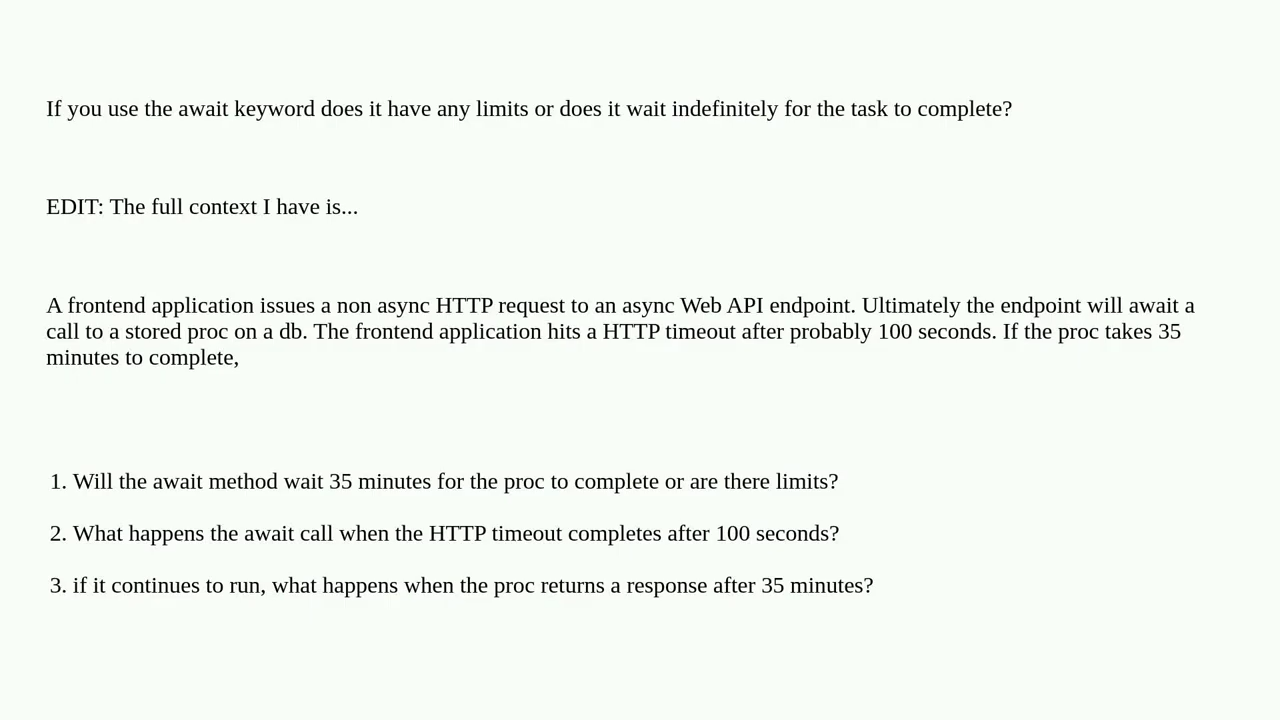 If you use the await keyword does it have any limits or does it wait indefinitely for the task to complete?
EDIT: The full context I have is...
A frontend application issues a non async HTTP request to an async Web API endpoint. Ultimately the endpoint will await a
call to a stored proc on a db. The frontend application hits a HTTP timeout after probably 100 seconds. If the proc takes 35
minutes to complete,
1. Will the await method wait 35 minutes for the proc to complete or are there limits?
2. What happens the await call when the HTTP timeout completes after 100 seconds?
3. if it continues to run, what happens when the proc returns a response after 35 minutes?